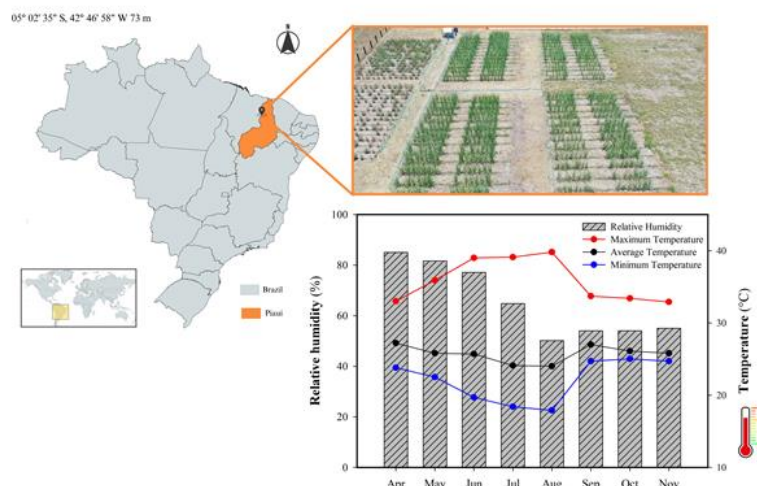 05° 02' 35" S, 42° 46' 58" W 73 m
N
Brazil
Piauí
Relative Humidity
Maximum Temperature
Average Temperature
Minimum Temperature
Relative humidity (%)
100
80
60
40
20
0
Temperature (°C)
40
30
20
10
Apr May Jun Jul Aug Sep Oct Nov